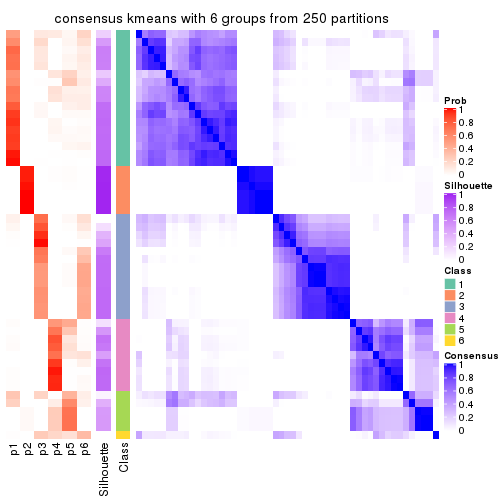 consensus kmeans with 6 groups from 250 partitions
Prob
1
0.8
0.6
0.4
0.2
0
Silhouette
1
0.8
0.6
0.4
0.2
0
Class
1
2
3
4
5
6
Consensus
1
0.8
0.6
0.4
0.2
0
p1
p2
p3
p4
p5
p6
Silhouette
Class